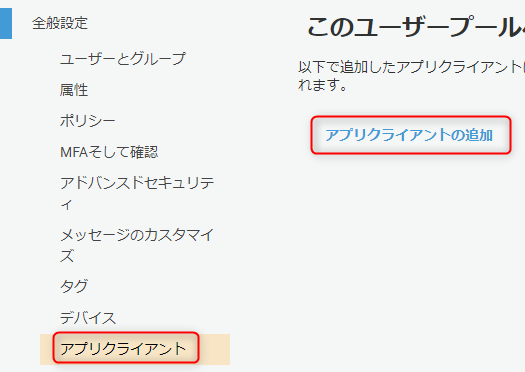 全般設定
ユーザーとグループ
属性
ポリシー
MFAそして確認
アドバンスドセキュリテ
ィ
メッセージのカスタマイ
ズ
タグ
デバイス
アプリクライアント
このユーザープール
以下で追加したアプリクライアント
れます。
アプリクライアントの追加